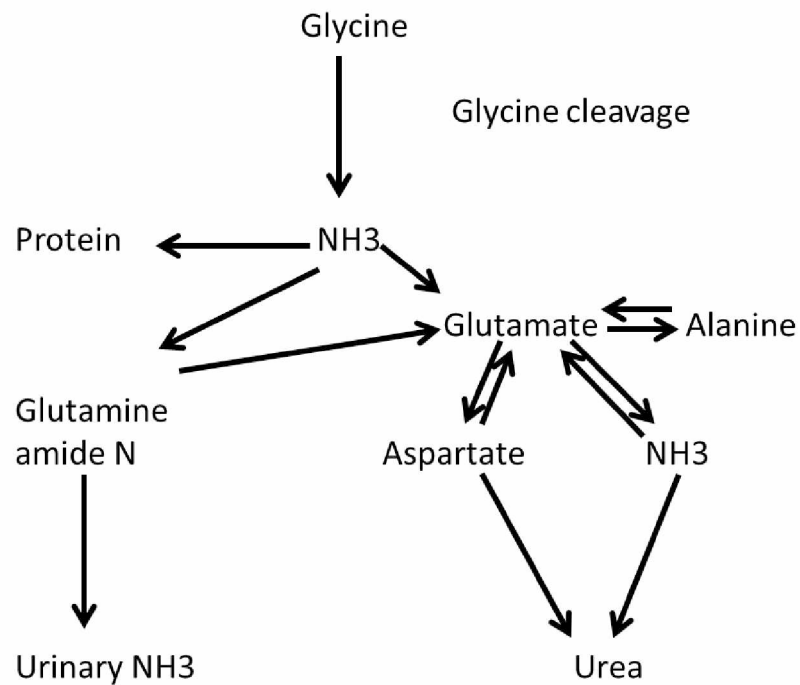 Glycine
Glycine cleavage
Protein
NH3
Glutamate
Alanine
Glutamine
amide N
Aspartate
NH3
Urinary NH3
Urea